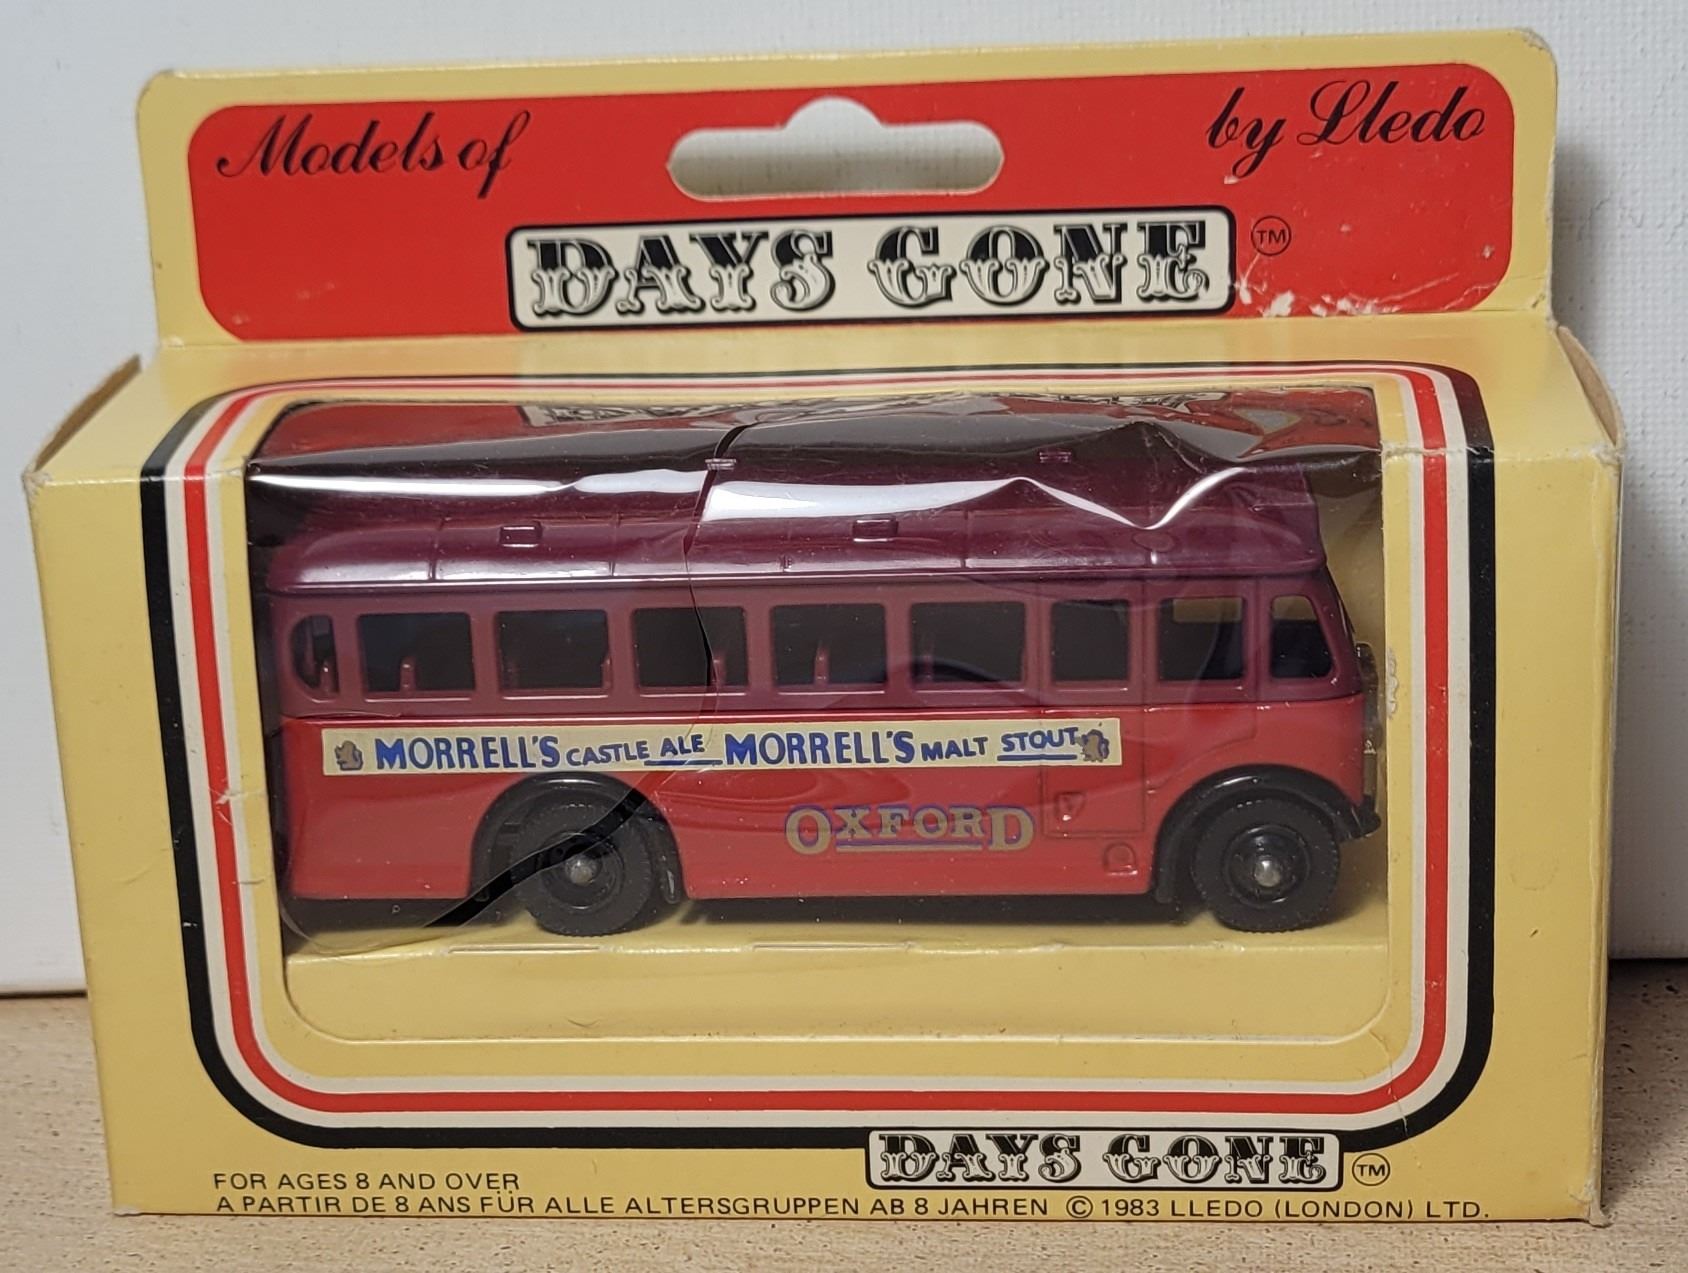 Models of
by Lledo
DAYS GONE TM
MORRELL'S CASTLE ALE MORRELL'S MALT STOUT
OXFORD
DAYS GONE TM
FOR AGES 8 AND OVER
A PARTIR DE 8 ANS FÜR ALLE ALTERSGRUPPEN AB 8 JAHREN © 1983 LLEDO (LONDON) LTD.